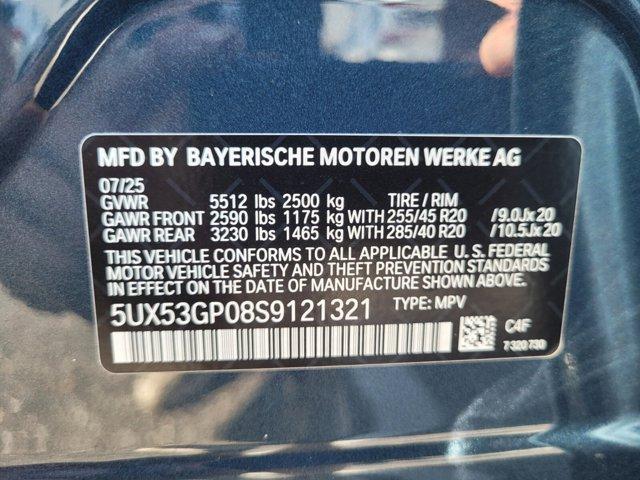 MFD BY BAYERISCHE MOTOREN WERKE AG
07/25
GVWR 5512 lbs 2500 kg TIRE / RIM
GAWR FRONT 2590 lbs 1175 kg WITH 255/45 R20 /9.0Jx20
GAWR REAR 3230 lbs 1465 kg WITH 285/40 R20 /10.5Jx20
THIS VEHICLE CONFORMS TO ALL APPLICABLE U.S. FEDERAL
MOTOR VEHICLE SAFETY AND THEFT PREVENTION STANDARDS
IN EFFECT ON THE DATE OF MANUFACTURE SHOWN ABOVE.
5UX53GP08S9121321 TYPE: MPV
C4F
7 320 730